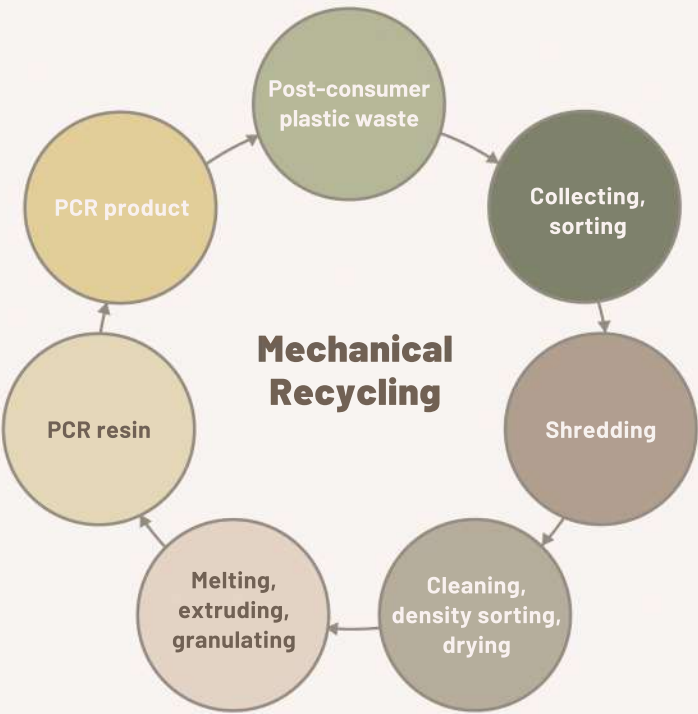 Post-consumer
plastic waste
Collecting,
sorting
Shredding
Cleaning,
density sorting,
drying
Melting,
extruding,
granulating
PCR resin
PCR product
Mechanical
Recycling